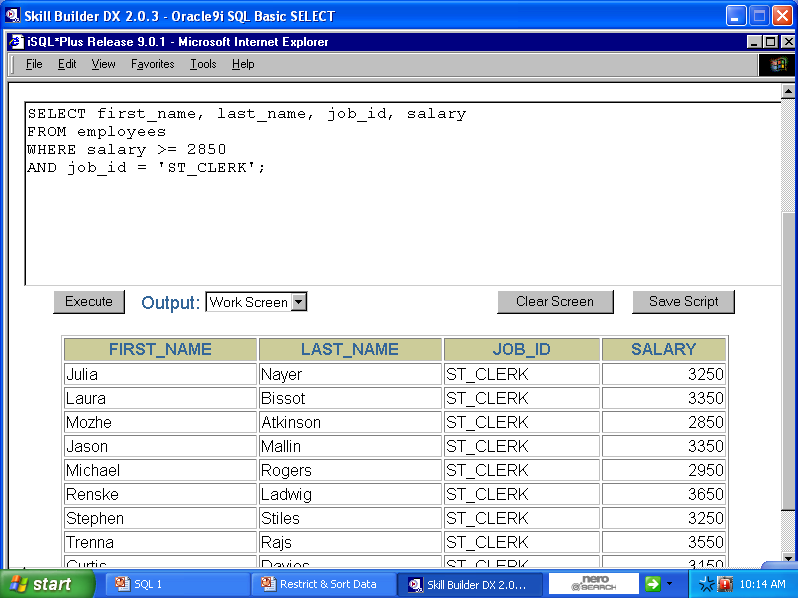 Skill Builder DX 2.0.3 - Oracle9i SQL Basic SELECT
iSQL*Plus Release 9.0.1 - Microsoft Internet Explorer
File Edit View Favorites Tools Help
SELECT first_name, last_name, job_id, salary
FROM employees
WHERE salary >= 2850
AND job_id = 'ST_CLERK';
Execute Output: Work Screen Clear Screen Save Script
FIRST_NAME LAST_NAME JOB_ID SALARY
Julia Nayer ST_CLERK 3250
Laura Bissot ST_CLERK 3350
Mozhe Atkinson ST_CLERK 2850
Jason Mallin ST_CLERK 3350
Michael Rogers ST_CLERK 2950
Renske Ladwig ST_CLERK 3650
Stephen Stiles ST_CLERK 3250
Trenna Rajs ST_CLERK 3550
Curtis Davies ST_CLERK 3150
start SQL 1 Restrict & Sort Data Skill Builder DX 2.0... nero @SEARCH 10:14 AM